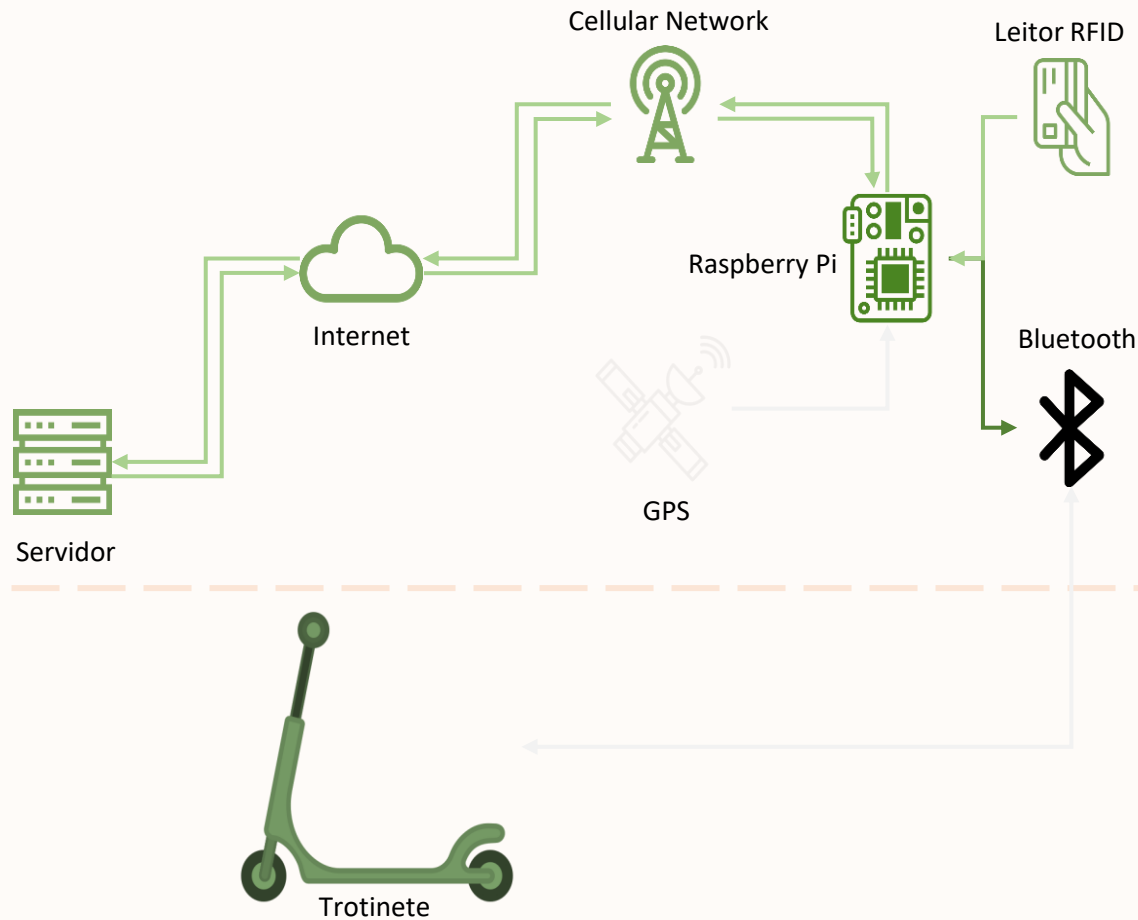 Cellular Network
Leitor RFID
Raspberry Pi
Internet
Bluetooth
GPS
Servidor
Trotinete